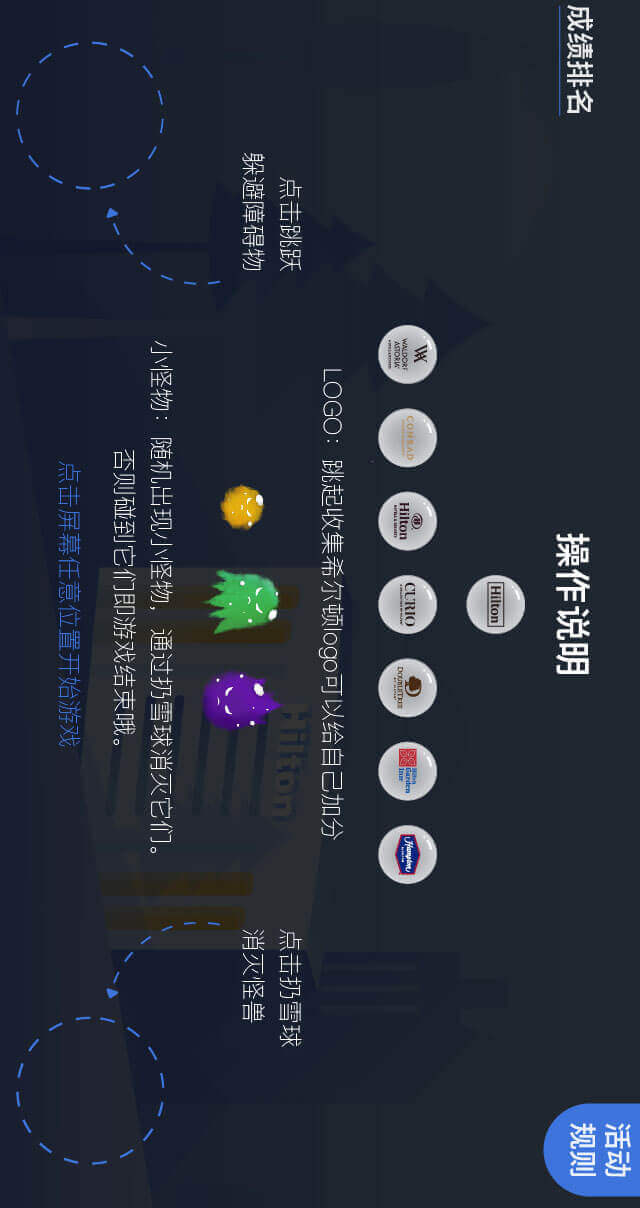 成绩排名
活动
规则
操作说明
Hilton
WALDORF
ASTORIA
CONRAD
Hilton
CURIO
DOUBLETREE
BY HILTON
Hilton
Garden
Inn
Hampton
LOGO：跳起收集希尔顿logo可以给自己加分
点击跳跃
躲避障碍物
点击扔雪球
消灭怪兽
Hilton
小怪物：随机出现小怪物，通过扔雪球消灭它们。
否则碰到它们即游戏结束哦。
点击屏幕任意位置开始游戏